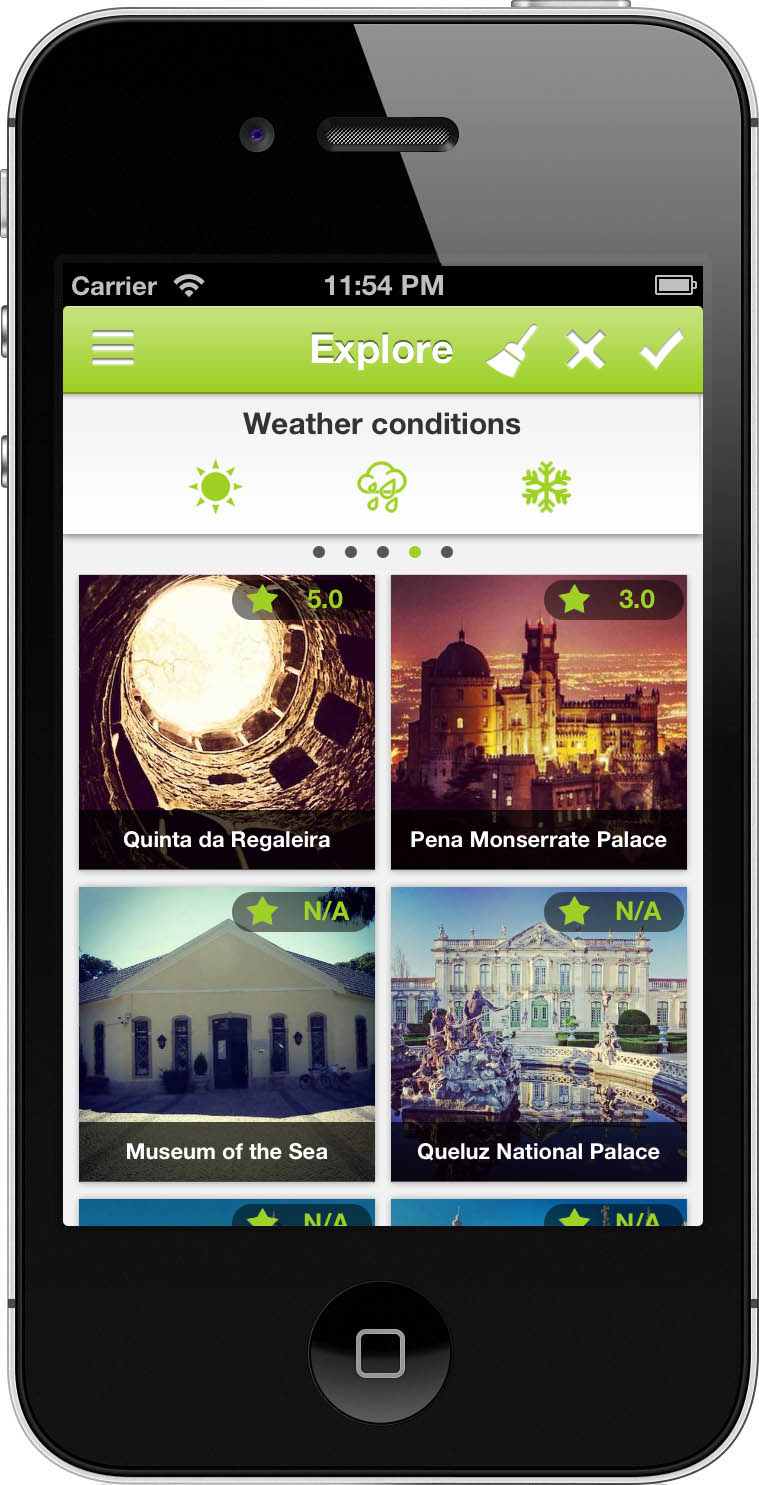 Carrier 11:54 PM
Explore
Weather conditions
5.0 3.0
Quinta da Regaleira Pena Monserrate Palace
N/A N/A
Museum of the Sea Queluz National Palace
N/A N/A